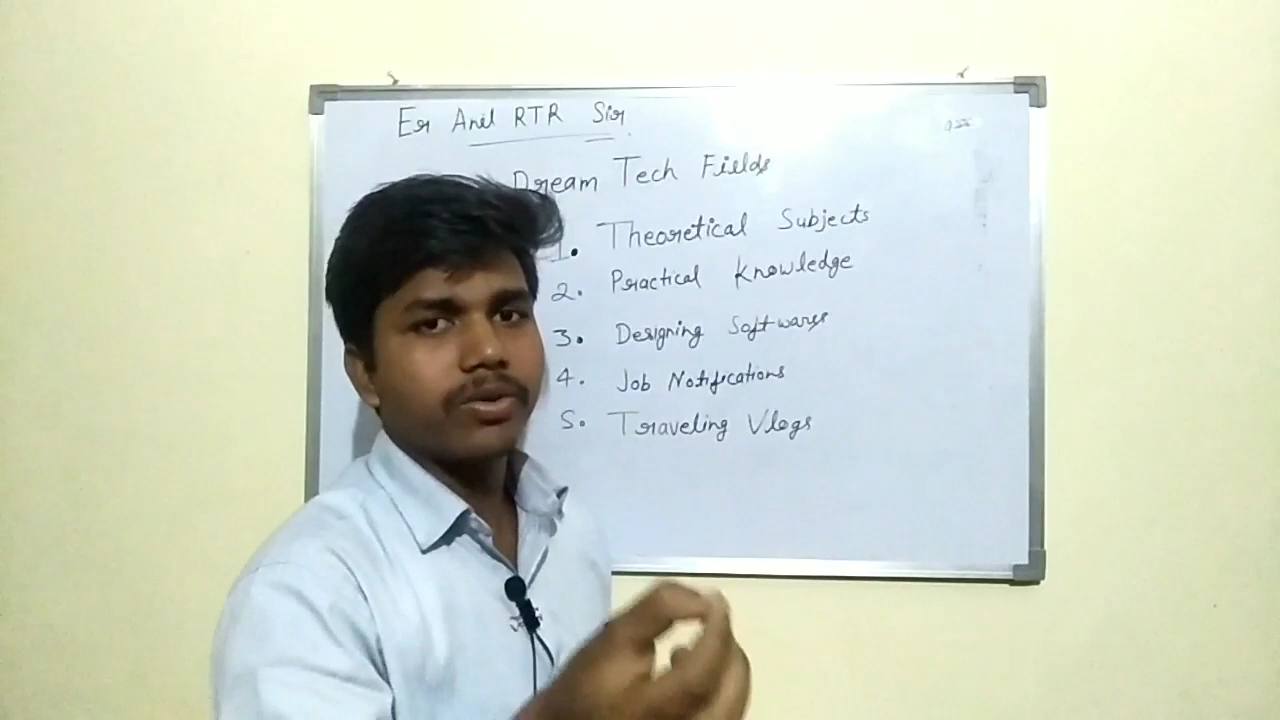 Er Anil RTR Sir
Dream Tech Fields
1. Theoretical Subjects
2. Practical Knowledge
3. Designing Softwares
4. Job Notifications
5. Traveling Vlogs